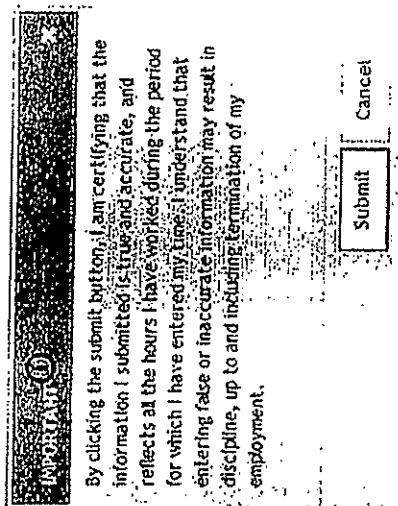 IMPORTANT
By clicking the submit button, I am certifying that the
information I submitted is true and accurate, and
reflects all the hours I have worked during the period
for which I have entered my time. I understand that
entering false or inaccurate information may result in
discipline, up to and including termination of my
employment.
Submit
Cancel